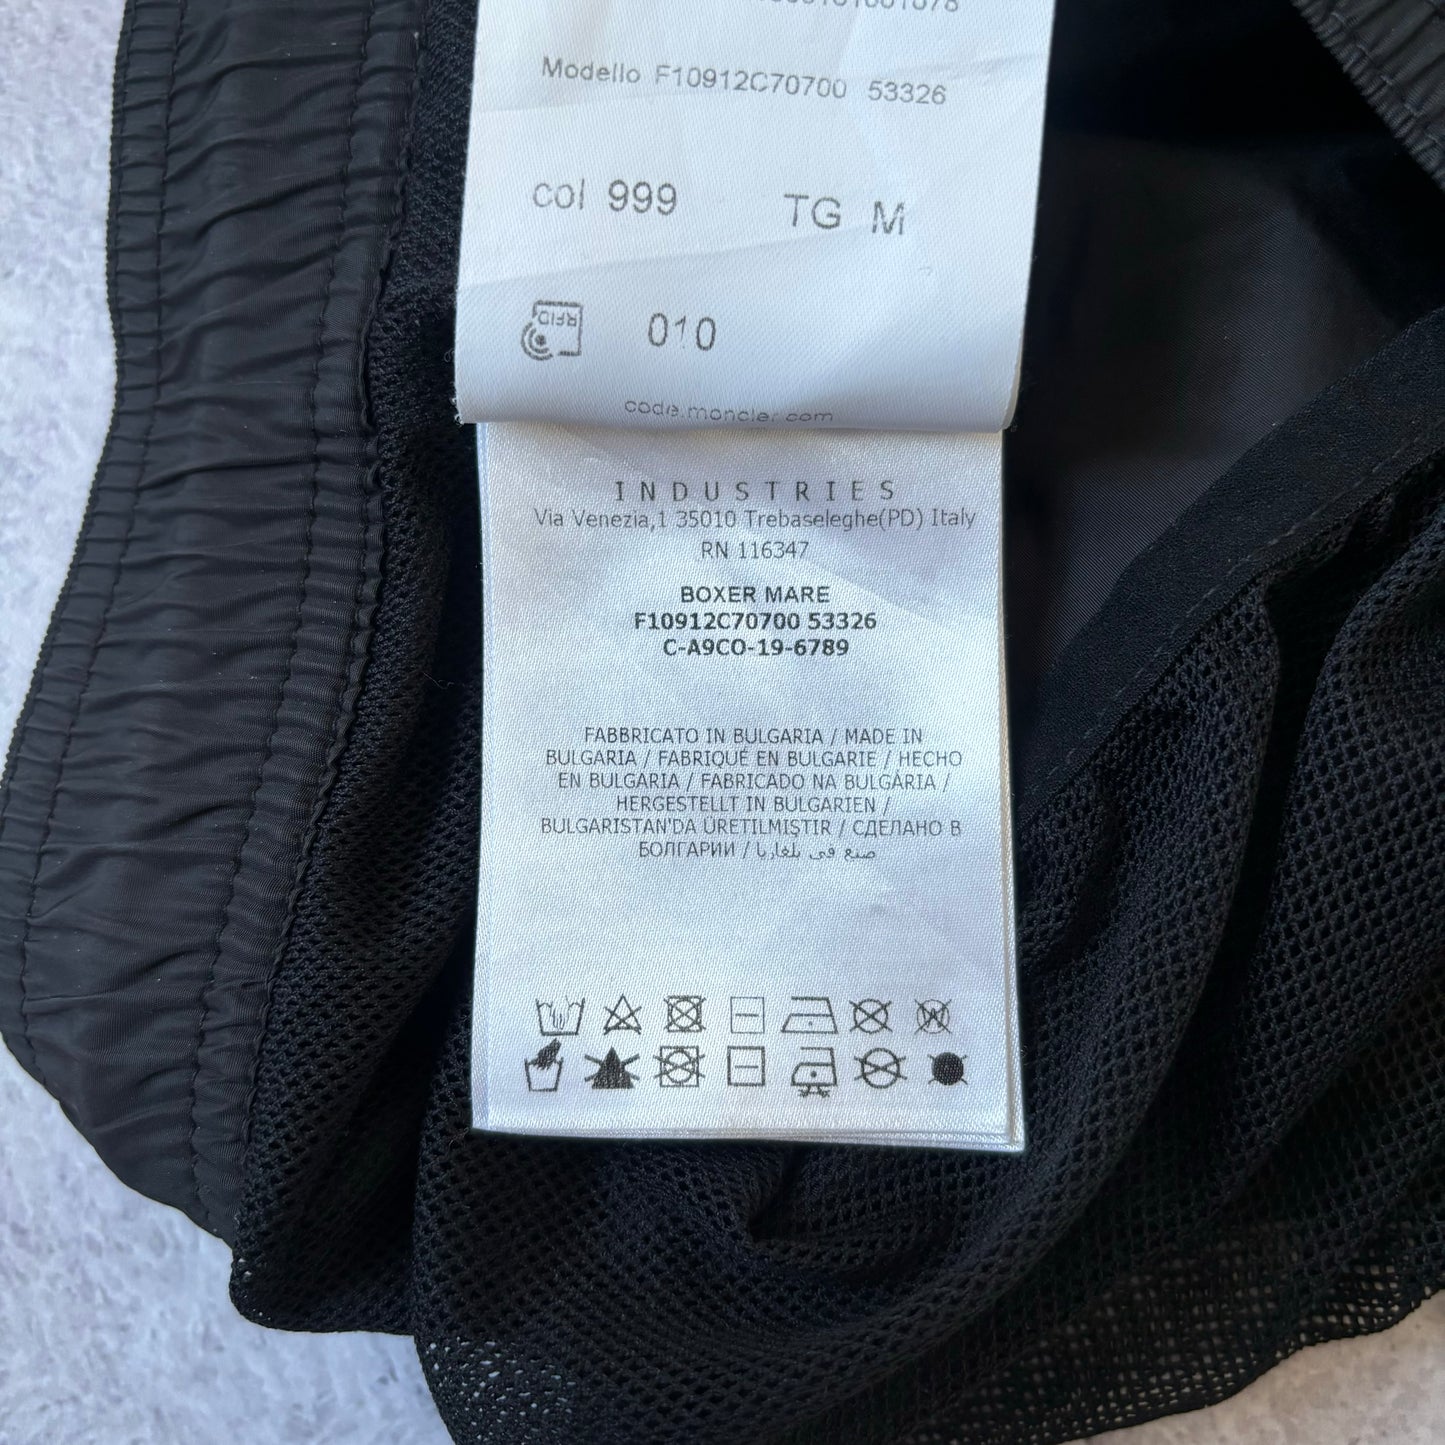 Modello F10912C70700 53326
col 999 TG M
RFID 010
code.moncler.com
INDUSTRIES
Via Venezia,1 35010 Trebaseleghe(PD) Italy
RN 116347
BOXER MARE
F10912C70700 53326
C-A9CO-19-6789
FABBRICATO IN BULGARIA / MADE IN
BULGARIA / FABRIQUÉ EN BULGARIE / HECHO
EN BULGARIA / FABRICADO NA BULGÁRIA /
HERGESTELLT IN BULGARIEN /
BULGARISTAN'DA ÜRETILMIŞTIR / СДЕЛАНО В
БОЛГАРИИ / صنع في بلغاريا
W